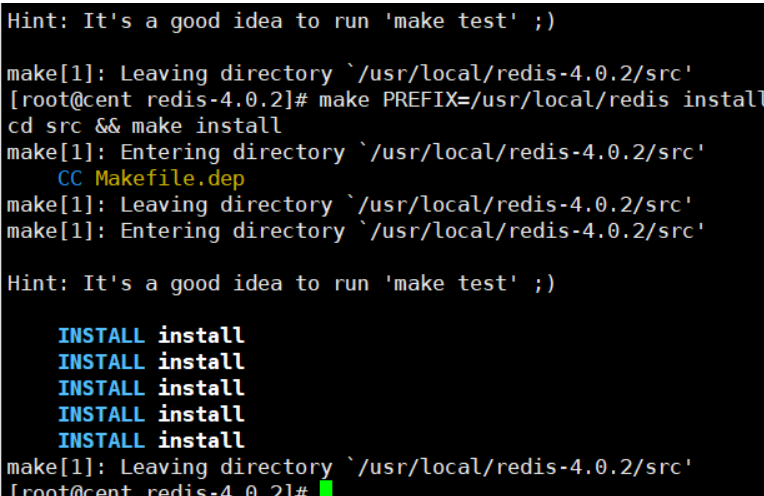 Hint: It's a good idea to run 'make test' ;)
make[1]: Leaving directory `/usr/local/redis-4.0.2/src'
[root@cent redis-4.0.2]# make PREFIX=/usr/local/redis install
cd src && make install
make[1]: Entering directory `/usr/local/redis-4.0.2/src'
CC Makefile.dep
make[1]: Leaving directory `/usr/local/redis-4.0.2/src'
make[1]: Entering directory `/usr/local/redis-4.0.2/src'
Hint: It's a good idea to run 'make test' ;)
INSTALL install
INSTALL install
INSTALL install
INSTALL install
INSTALL install
make[1]: Leaving directory `/usr/local/redis-4.0.2/src'
[root@cent redis-4.0.2]#